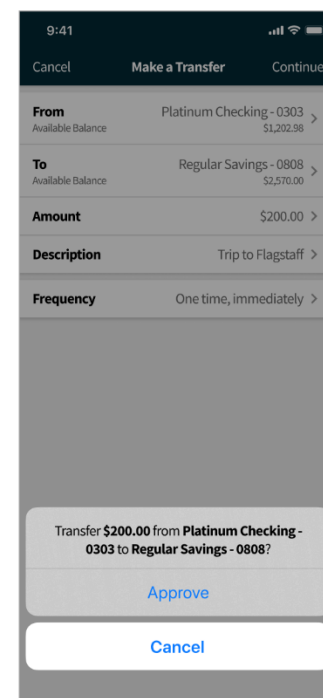 9:41
Cancel Make a Transfer Continue
From Platinum Checking - 0303
Available Balance $1,202.98
To Regular Savings - 0808
Available Balance $2,570.00
Amount $200.00
Description Trip to Flagstaff
Frequency One time, immediately
Transfer $200.00 from Platinum Checking -
0303 to Regular Savings - 0808?
Approve
Cancel